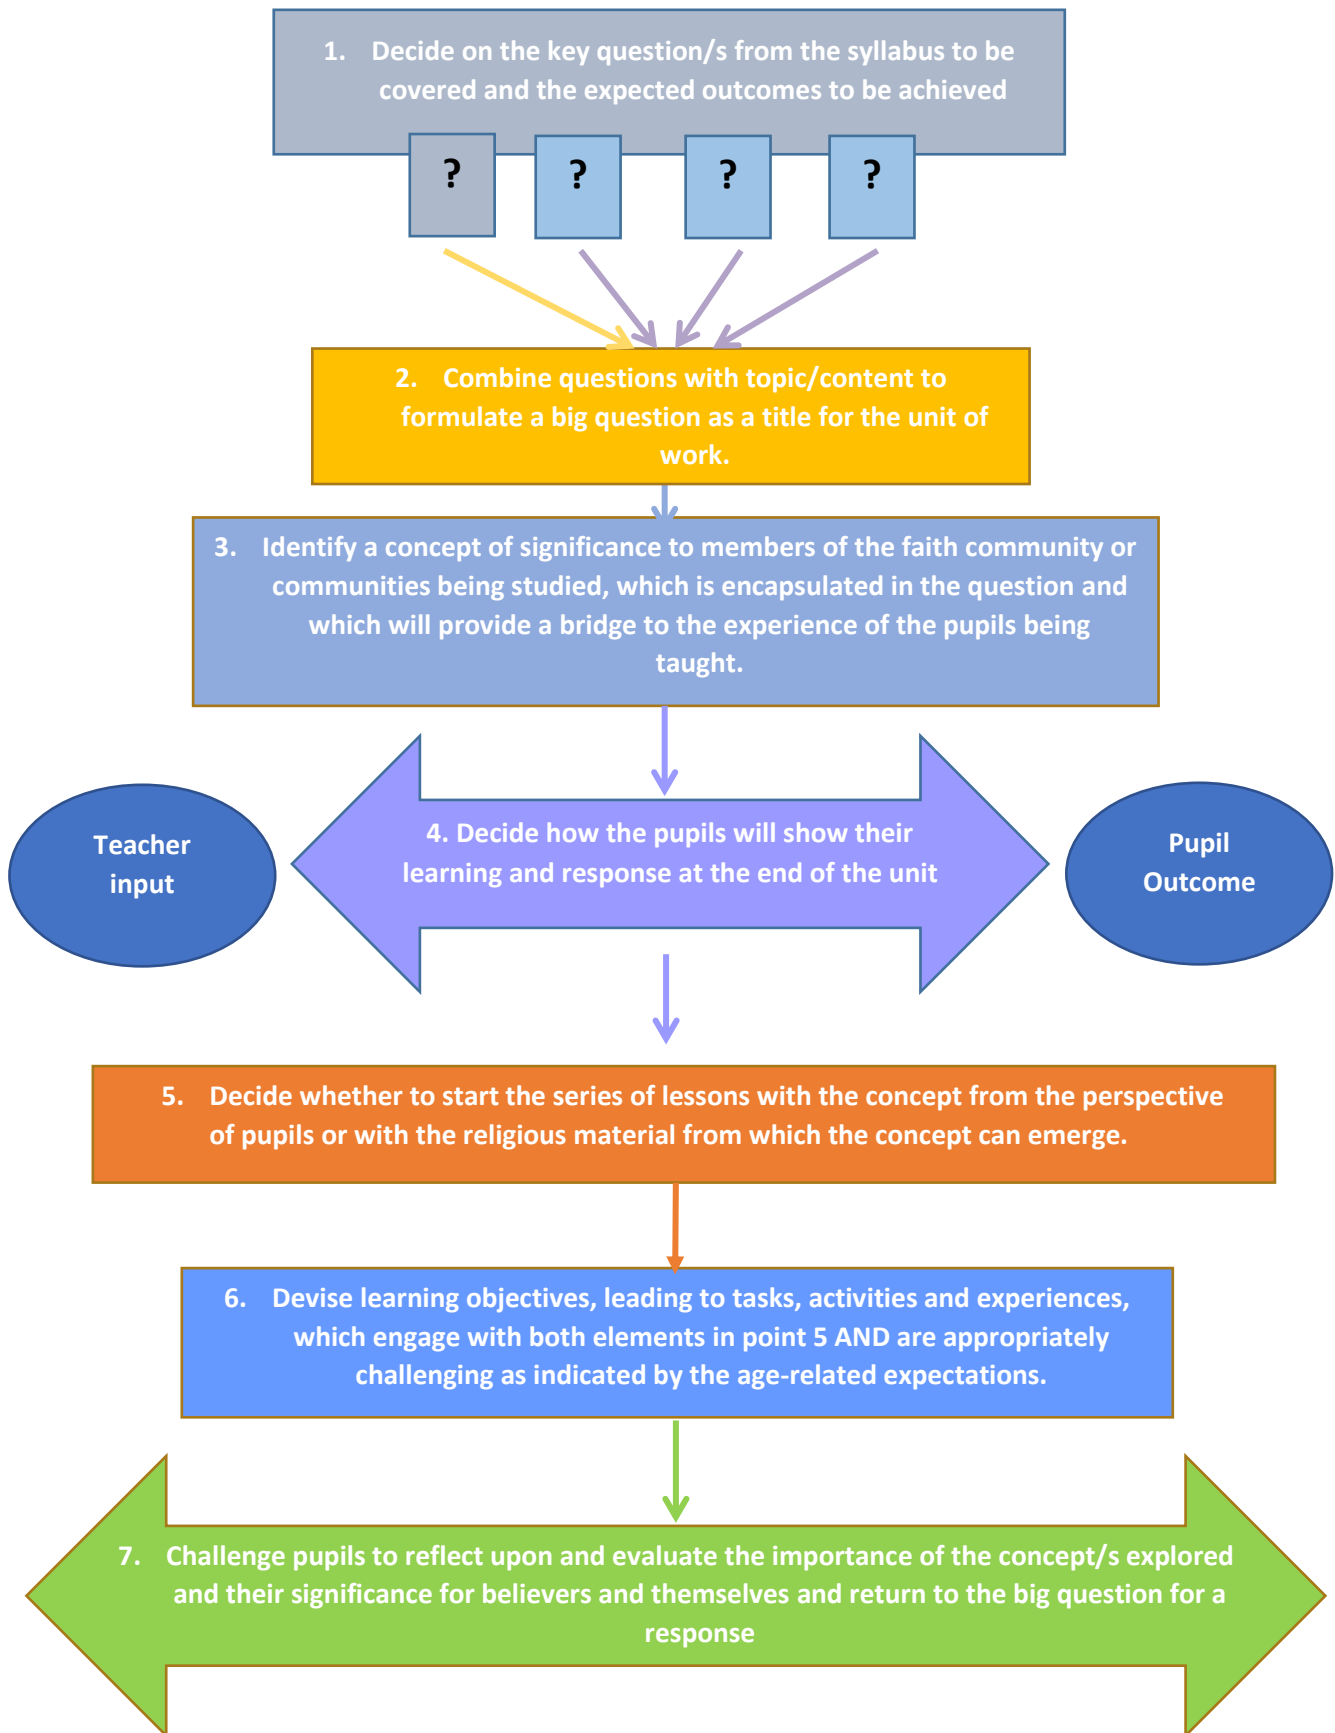 1. Decide on the key question/s from the syllabus to be
covered and the expected outcomes to be achieved
? ? ? ?
2. Combine questions with topic/content to
formulate a big question as a title for the unit of
work.
3. Identify a concept of significance to members of the faith community or
communities being studied, which is encapsulated in the question and
which will provide a bridge to the experience of the pupils being
taught.
Teacher
input
4. Decide how the pupils will show their
learning and response at the end of the unit
Pupil
Outcome
5. Decide whether to start the series of lessons with the concept from the perspective
of pupils or with the religious material from which the concept can emerge.
6. Devise learning objectives, leading to tasks, activities and experiences,
which engage with both elements in point 5 AND are appropriately
challenging as indicated by the age-related expectations.
7. Challenge pupils to reflect upon and evaluate the importance of the concept/s explored
and their significance for believers and themselves and return to the big question for a
response